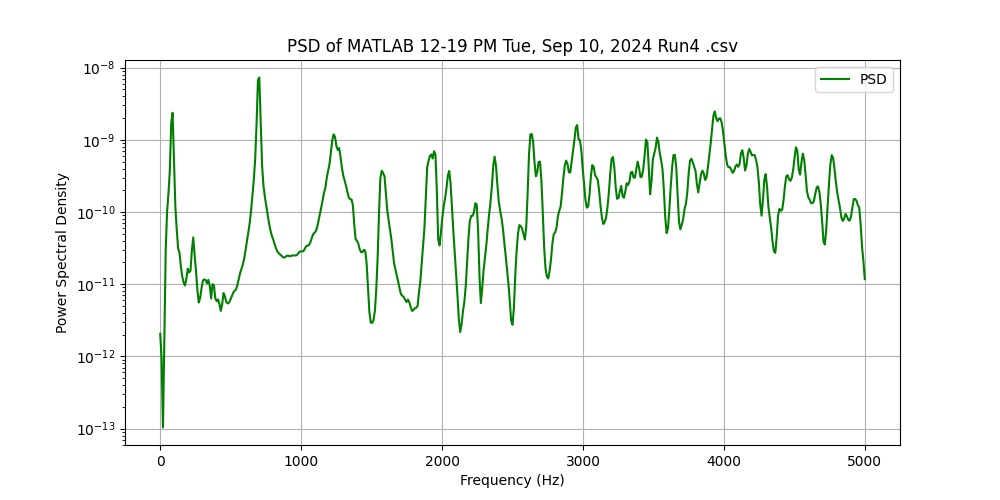 PSD of MATLAB 12-19 PM Tue, Sep 10, 2024 Run4 .csv
PSD
Power Spectral Density
10⁻⁸
10⁻⁹
10⁻¹⁰
10⁻¹¹
10⁻¹²
10⁻¹³
0 1000 2000 3000 4000 5000
Frequency (Hz)